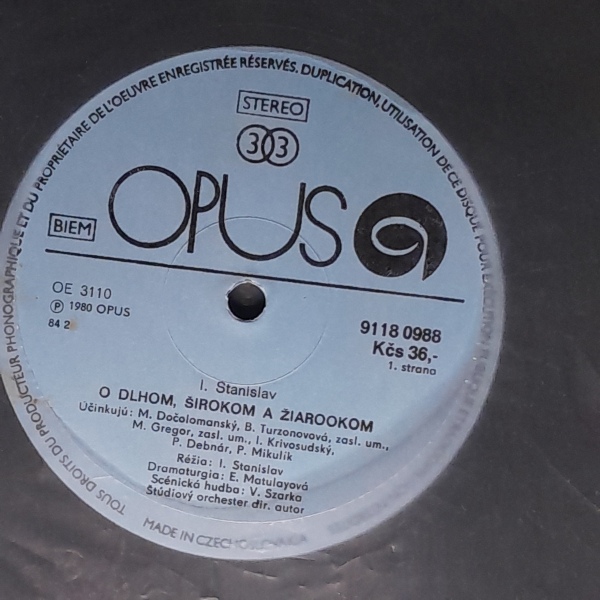 TOUS DROITS DU PRODUCTEUR PHONOGRAPHIQUE ET DU PROPRIÉTAIRE DE L'OEUVRE ENREGISTRÉE RÉSERVÉS. DUPLICATION, UTILISATION DE CE DISQUE POUR
STEREO
33
OPUS
BIEM
OE 3110
Ⓟ 1980 OPUS
84 2
9118 0988
Kčs 36,-
1. strana
I. Stanislav
O DLHOM, ŠIROKOM A ŽIAROOKOM
Účinkujú: M. Dočolomanský, B. Turzonovová, zasl. um.,
M. Gregor, zasl. um., I. Krivosudský,
P. Debnár, P. Mikulík
Réžia: I. Stanislav
Dramaturgia: E. Matulayová
Scénická hudba: V. Szarka
Štúdiový orchester dir. autor
MADE IN CZECHOSLOVAKIA